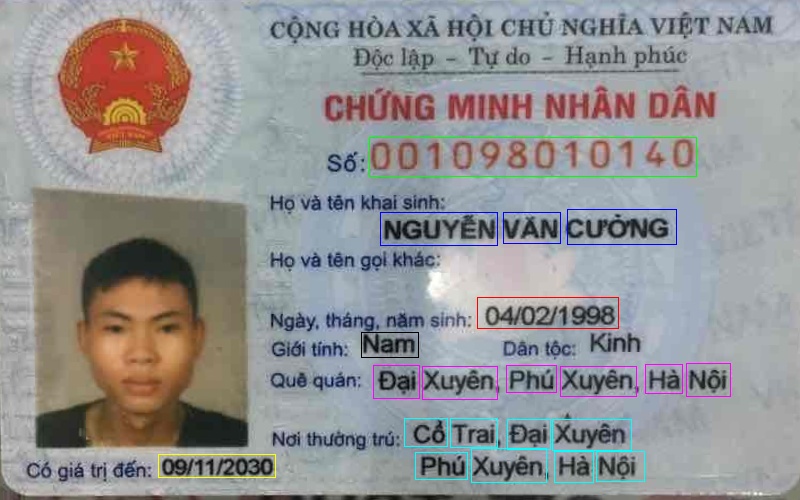 CỘNG HÒA XÃ HỘI CHỦ NGHĨA VIỆT NAM
Độc lập - Tự do - Hạnh phúc
CHỨNG MINH NHÂN DÂN
Số: 001098010140
Họ và tên khai sinh:
NGUYỄN VĂN CƯỜNG
Họ và tên gọi khác:
Ngày, tháng, năm sinh: 04/02/1998
Giới tính: Nam Dân tộc: Kinh
Quê quán: Đại Xuyên, Phú Xuyên, Hà Nội
Nơi thường trú: Cổ Trai, Đại Xuyên
Phú Xuyên, Hà Nội
Có giá trị đến: 09/11/2030